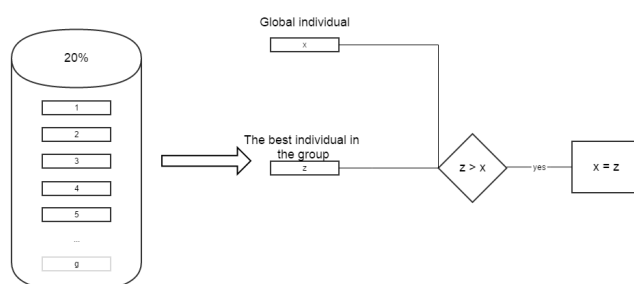 Global individual
x
20%
1
2
3
4
5
...
g
The best individual in
the group
z
z > x
yes
x = z